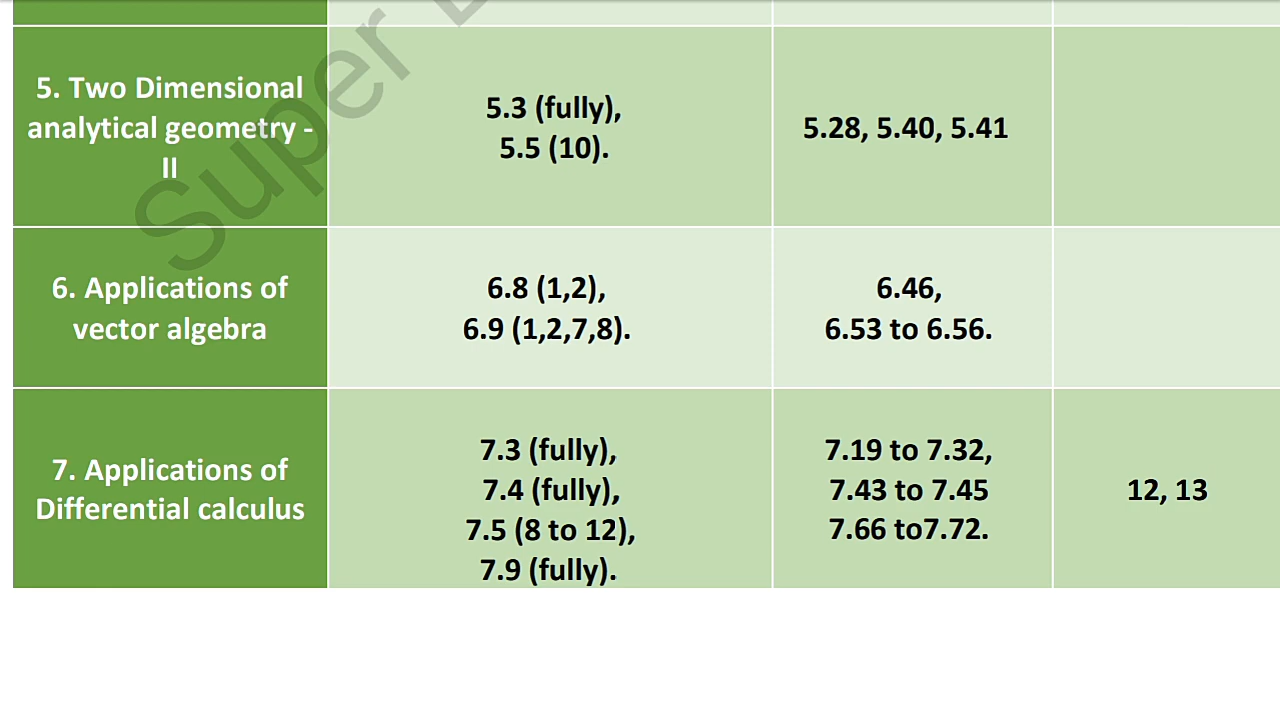 5. Two Dimensional
analytical geometry -
II
5.3 (fully),
5.5 (10).
5.28, 5.40, 5.41
6. Applications of
vector algebra
6.8 (1,2),
6.9 (1,2,7,8).
6.46,
6.53 to 6.56.
7. Applications of
Differential calculus
7.3 (fully),
7.4 (fully),
7.5 (8 to 12),
7.9 (fully).
7.19 to 7.32,
7.43 to 7.45
7.66 to7.72.
12, 13
Super